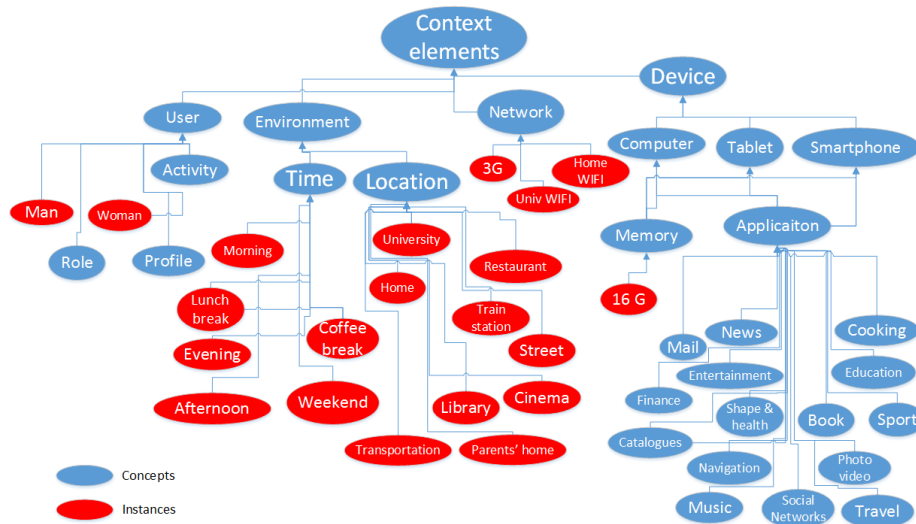 Context
elements
Device
User
Environment
Network
Computer
Tablet
Smartphone
Activity
Time
Location
3G
Home
WIFI
Univ WIFI
Man
Woman
Role
Profile
Morning
University
Restaurant
Memory
Applicaiton
Home
Lunch
break
Train
station
16 G
Evening
Coffee
break
Street
Mail
News
Cooking
Afternoon
Weekend
Library
Cinema
Entertainment
Education
Finance
Shape &
health
Book
Sport
Transportation
Parents' home
Catalogues
Navigation
Photo
video
Music
Social
Networks
Travel
Concepts
Instances